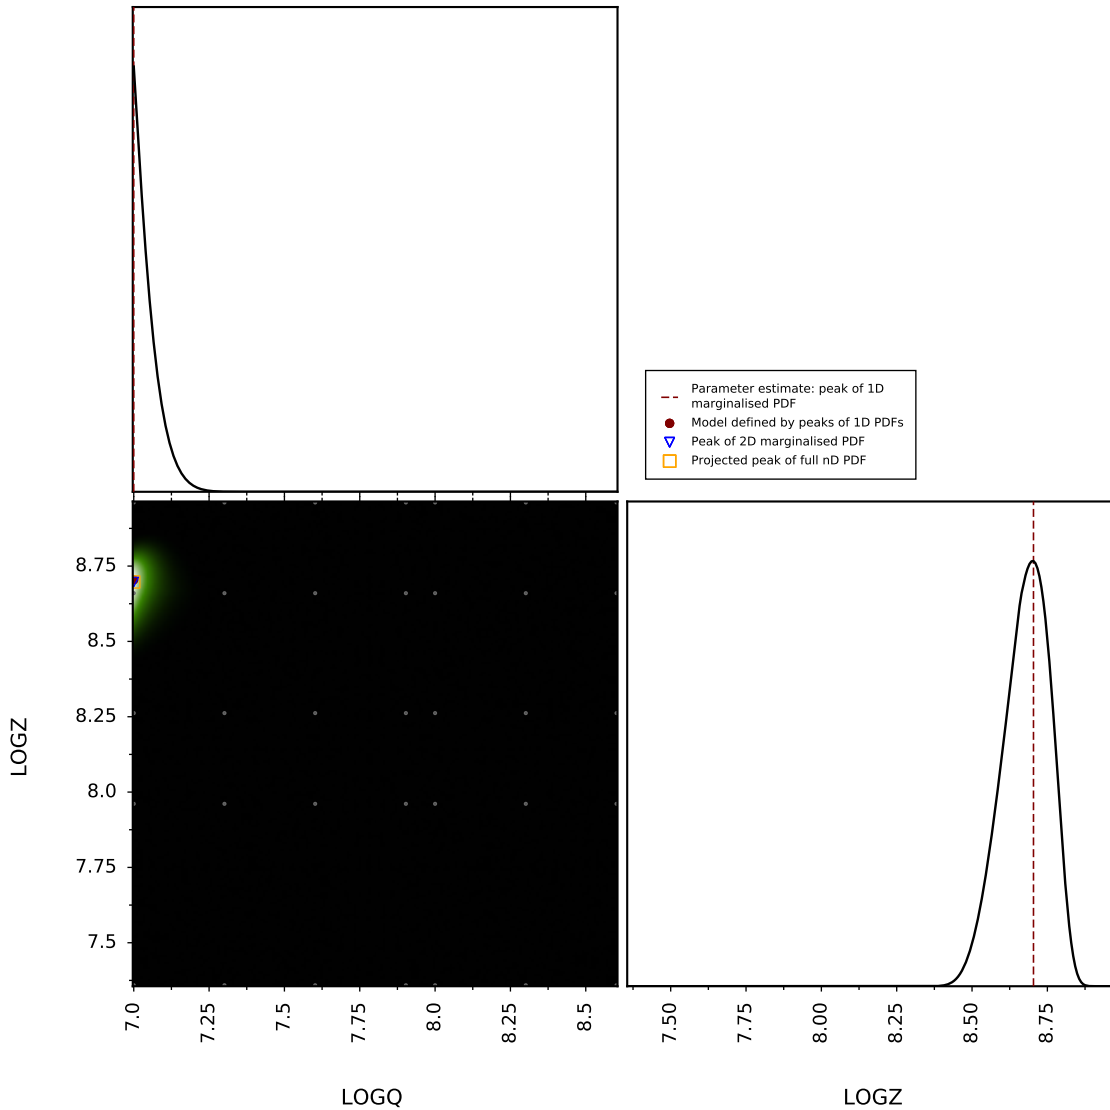 Parameter estimate: peak of 1D
marginalised PDF
Model defined by peaks of 1D PDFs
Peak of 2D marginalised PDF
Projected peak of full nD PDF
8.75
8.5
8.25
8.0
7.75
7.5
LOGZ
7.0 7.25 7.5 7.75 8.0 8.25 8.5
LOGQ
7.50 7.75 8.00 8.25 8.50 8.75
LOGZ